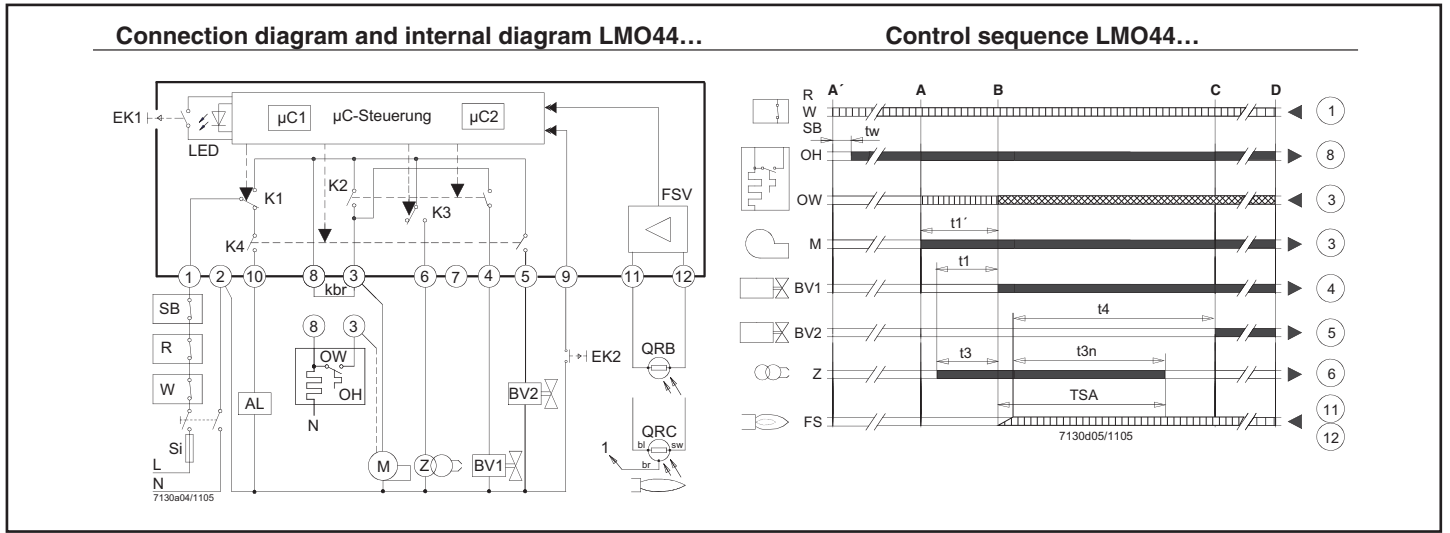 Connection diagram and internal diagram LMO44...
EK1
LED
µC1
µC-Steuerung
µC2
K1
K2
K3
K4
FSV
1 2 10 8 3 6 7 4 5 9 11 12
kbr
SB
R
W
Si
L
N
7130a04/1105
AL
8 3
OW
OH
N
M
Z
BV1
BV2
EK2
QRB
QRC
bl
sw
br
1
Control sequence LMO44...
A´ A B C D
R
W
SB
1
tw
OH
8
OW
3
t1´
M
3
t1
BV1
4
t4
BV2
5
t3
t3n
Z
6
TSA
FS
11
12
7130d05/1105